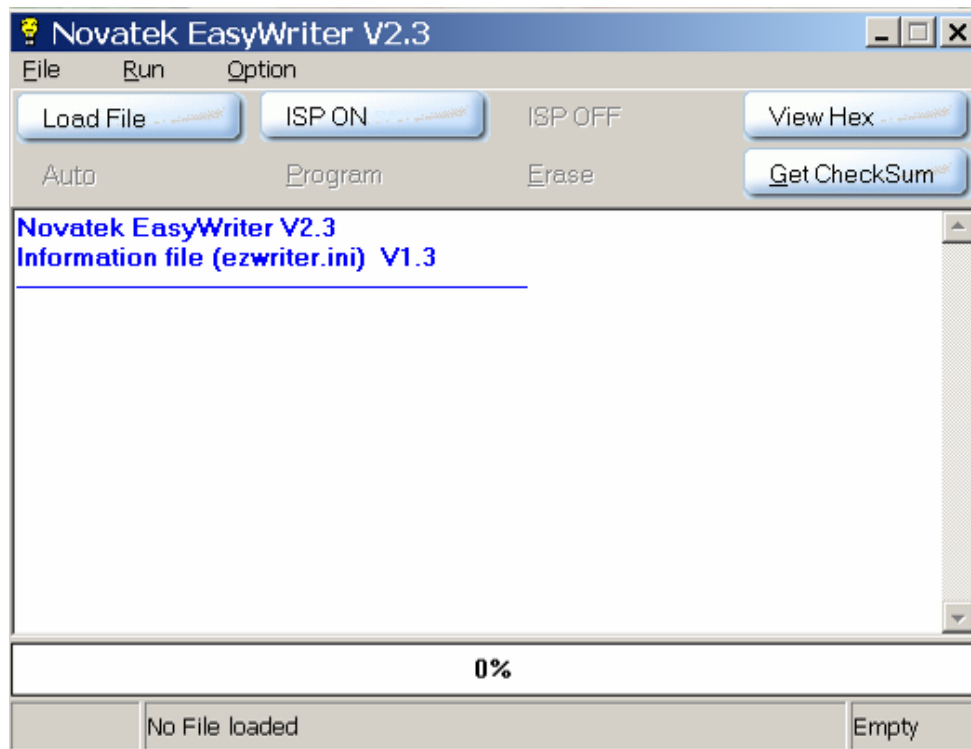 Novatek EasyWriter V2.3
File Run Option
Load File ISP ON ISP OFF View Hex
Auto Program Erase Get CheckSum
Novatek EasyWriter V2.3
Information file (ezwriter.ini) V1.3
0%
No File loaded Empty